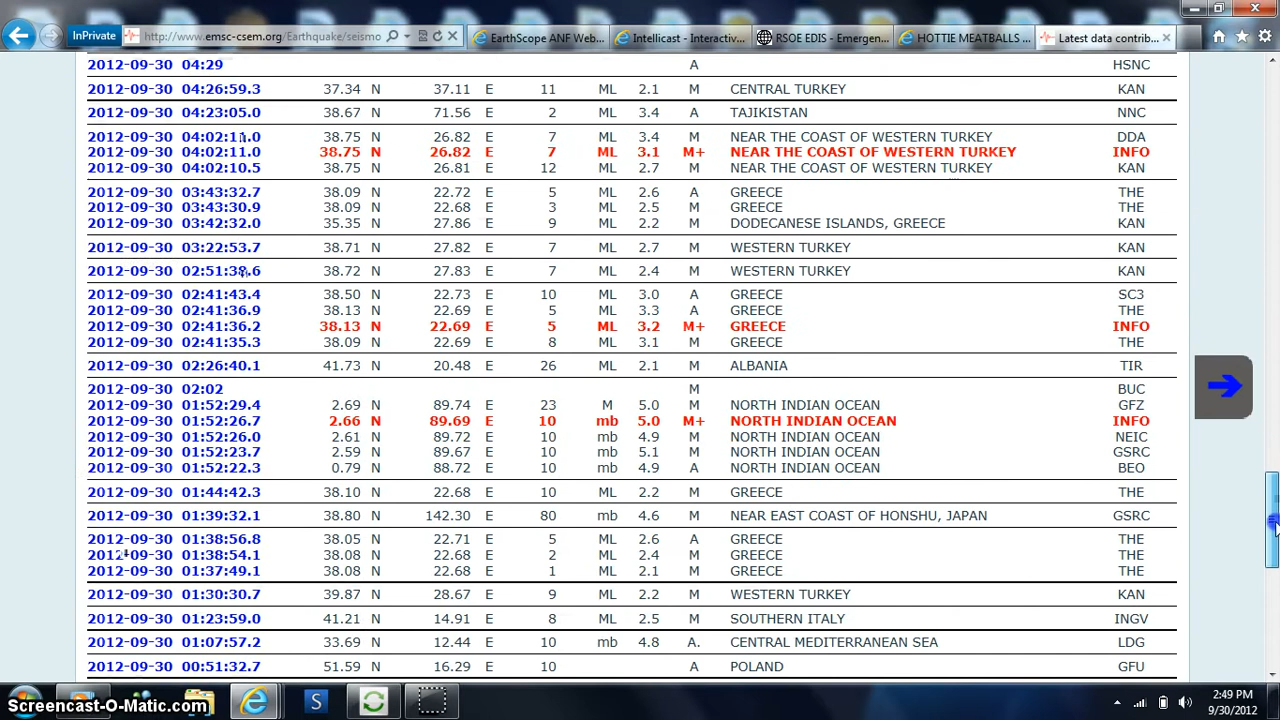 InPrivate http://www.emsc-csem.org/Earthquake/seismo EarthScope ANF Web... Intellicast - Interactiv... RSOE EDIS - Emergen... HOTTIE MEATBALLS ... Latest data contrib...
2012-09-30 04:29 A HSNC
2012-09-30 04:26:59.3 37.34 N 37.11 E 11 ML 2.1 M CENTRAL TURKEY KAN
2012-09-30 04:23:05.0 38.67 N 71.56 E 2 ML 3.4 A TAJIKISTAN NNC
2012-09-30 04:02:11.0 38.75 N 26.82 E 7 ML 3.4 M NEAR THE COAST OF WESTERN TURKEY DDA
2012-09-30 04:02:11.0 38.75 N 26.82 E 7 ML 3.1 M+ NEAR THE COAST OF WESTERN TURKEY INFO
2012-09-30 04:02:10.5 38.75 N 26.81 E 12 ML 2.7 M NEAR THE COAST OF WESTERN TURKEY KAN
2012-09-30 03:43:32.7 38.09 N 22.72 E 5 ML 2.6 A GREECE THE
2012-09-30 03:43:30.9 38.09 N 22.68 E 3 ML 2.5 M GREECE THE
2012-09-30 03:42:32.0 35.35 N 27.86 E 9 ML 2.2 M DODECANESE ISLANDS, GREECE KAN
2012-09-30 03:22:53.7 38.71 N 27.82 E 7 ML 2.7 M WESTERN TURKEY KAN
2012-09-30 02:51:38.6 38.72 N 27.83 E 7 ML 2.4 M WESTERN TURKEY KAN
2012-09-30 02:41:43.4 38.50 N 22.73 E 10 ML 3.0 A GREECE SC3
2012-09-30 02:41:36.9 38.13 N 22.69 E 5 ML 3.3 A GREECE THE
2012-09-30 02:41:36.2 38.13 N 22.69 E 5 ML 3.2 M+ GREECE INFO
2012-09-30 02:41:35.3 38.09 N 22.69 E 8 ML 3.1 M GREECE THE
2012-09-30 02:26:40.1 41.73 N 20.48 E 26 ML 2.1 M ALBANIA TIR
2012-09-30 02:02 M BUC
2012-09-30 01:52:29.4 2.69 N 89.74 E 23 M 5.0 M NORTH INDIAN OCEAN GFZ
2012-09-30 01:52:26.7 2.66 N 89.69 E 10 mb 5.0 M+ NORTH INDIAN OCEAN INFO
2012-09-30 01:52:26.0 2.61 N 89.72 E 10 mb 4.9 M NORTH INDIAN OCEAN NEIC
2012-09-30 01:52:23.7 2.59 N 89.67 E 10 mb 5.1 M NORTH INDIAN OCEAN GSRC
2012-09-30 01:52:22.3 0.79 N 88.72 E 10 mb 4.9 A NORTH INDIAN OCEAN BEO
2012-09-30 01:44:42.3 38.10 N 22.68 E 10 ML 2.2 M GREECE THE
2012-09-30 01:39:32.1 38.80 N 142.30 E 80 mb 4.6 M NEAR EAST COAST OF HONSHU, JAPAN GSRC
2012-09-30 01:38:56.8 38.05 N 22.71 E 5 ML 2.6 A GREECE THE
2012-09-30 01:38:54.1 38.08 N 22.68 E 2 ML 2.4 M GREECE THE
2012-09-30 01:37:49.1 38.08 N 22.68 E 1 ML 2.1 M GREECE THE
2012-09-30 01:30:30.7 39.87 N 28.67 E 9 ML 2.2 M WESTERN TURKEY KAN
2012-09-30 01:23:59.0 41.21 N 14.91 E 8 ML 2.5 M SOUTHERN ITALY INGV
2012-09-30 01:07:57.2 33.69 N 12.44 E 10 mb 4.8 A. CENTRAL MEDITERRANEAN SEA LDG
2012-09-30 00:51:32.7 51.59 N 16.29 E 10 A POLAND GFU
S
2:49 PM
9/30/2012
Screencast-O-Matic.com